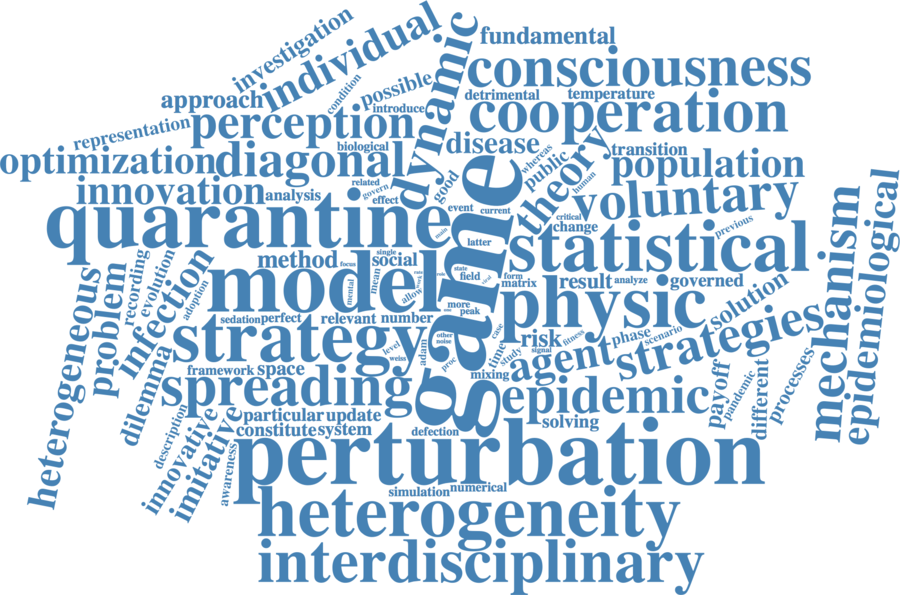 investigation
individual
dynamic
fundamental
consciousness
condition
possible
approach
introduce
detrimental
temperature
cooperation
representation
perception
disease
theory
whereas
public
human
transition
population
optimization
diagonal
biological
related
govern
effect
good
innovation
analysis
voluntary
event
current
critical
change
previous
quarantine
main
latter
game
statistical
mechanism
epidemiological
heterogeneous
problem
recording
evolution
adoption
infection
method
focus
single
social
mean
mental
allow
model
state
field
form
matrix
result
analyze
governed
solution
physic
more
peak
sedation
perfect
relevant
number
strategy
level
weiss
adam
other
noise
proc
case
time
study
risk
signal
fitness
phase
scenario
strategies
agent
mixing
dilemma
framework
space
spreading
epidemic
payoff
pandemic
different
processes
description
innovative
imitative
awareness
particular
update
constitute
system
defection
solving
perturbation
simulation
numerical
heterogeneity
interdisciplinary